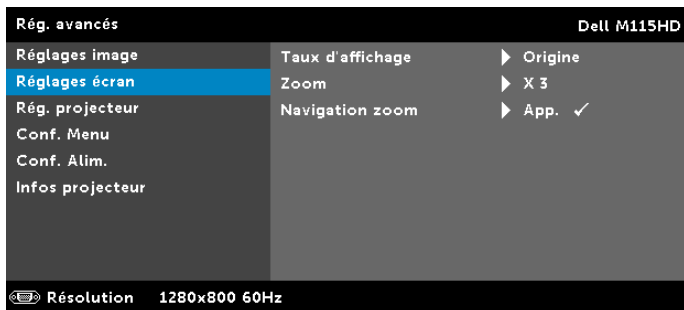 Rég. avancés Dell M115HD
Réglages image Taux d'affichage Origine
Réglages écran Zoom X 3
Rég. projecteur Navigation zoom App. ✓
Conf. Menu
Conf. Alim.
Infos projecteur
Résolution 1280x800 60Hz